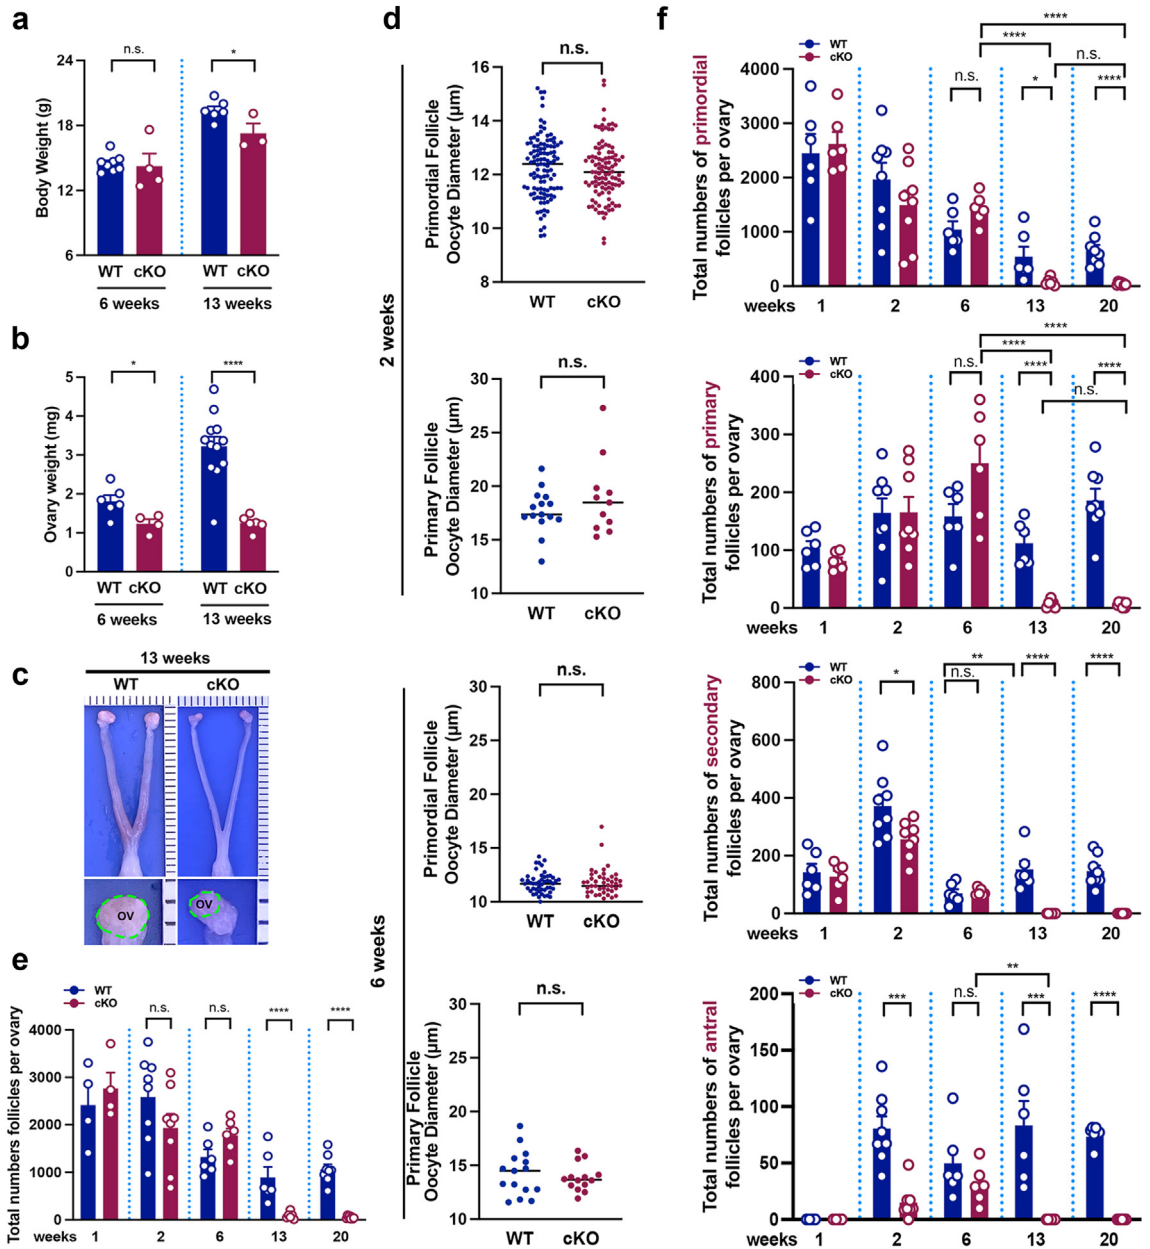 a
n.s.
*
24
18
12
6
Body Weight (g)
WT cKO
WT cKO
6 weeks
13 weeks
b
*
****
5
4
3
2
1
0
Ovary weight (mg)
WT cKO
WT cKO
6 weeks
13 weeks
c
13 weeks
WT
cKO
OV
OV
e
WT
cKO
n.s.
n.s.
****
****
4000
3000
2000
1000
0
Total numbers follicles per ovary
weeks 1 2 6 13 20
d
2 weeks
n.s.
16
14
12
10
8
Primordial Follicle
Oocyte Diameter (μm)
WT cKO
n.s.
30
25
20
15
10
Primary Follicle
Oocyte Diameter (μm)
WT cKO
6 weeks
n.s.
30
25
20
15
10
Primordial Follicle
Oocyte Diameter (μm)
WT cKO
n.s.
30
25
20
15
10
Primary Follicle
Oocyte Diameter (μm)
WT cKO
f
WT
cKO
****
****
n.s.
n.s.
*
****
4000
3000
2000
1000
0
Total numbers of primordial
follicles per ovary
weeks 1 2 6 13 20
WT
cKO
****
****
n.s.
****
****
n.s.
400
300
200
100
0
Total numbers of primary
follicles per ovary
weeks 1 2 6 13 20
WT
cKO
*
**
n.s.
****
****
800
600
400
200
0
Total numbers of secondary
follicles per ovary
weeks 1 2 6 13 20
WT
cKO
**
***
n.s.
***
****
200
150
100
50
0
Total numbers of antral
follicles per ovary
weeks 1 2 6 13 20